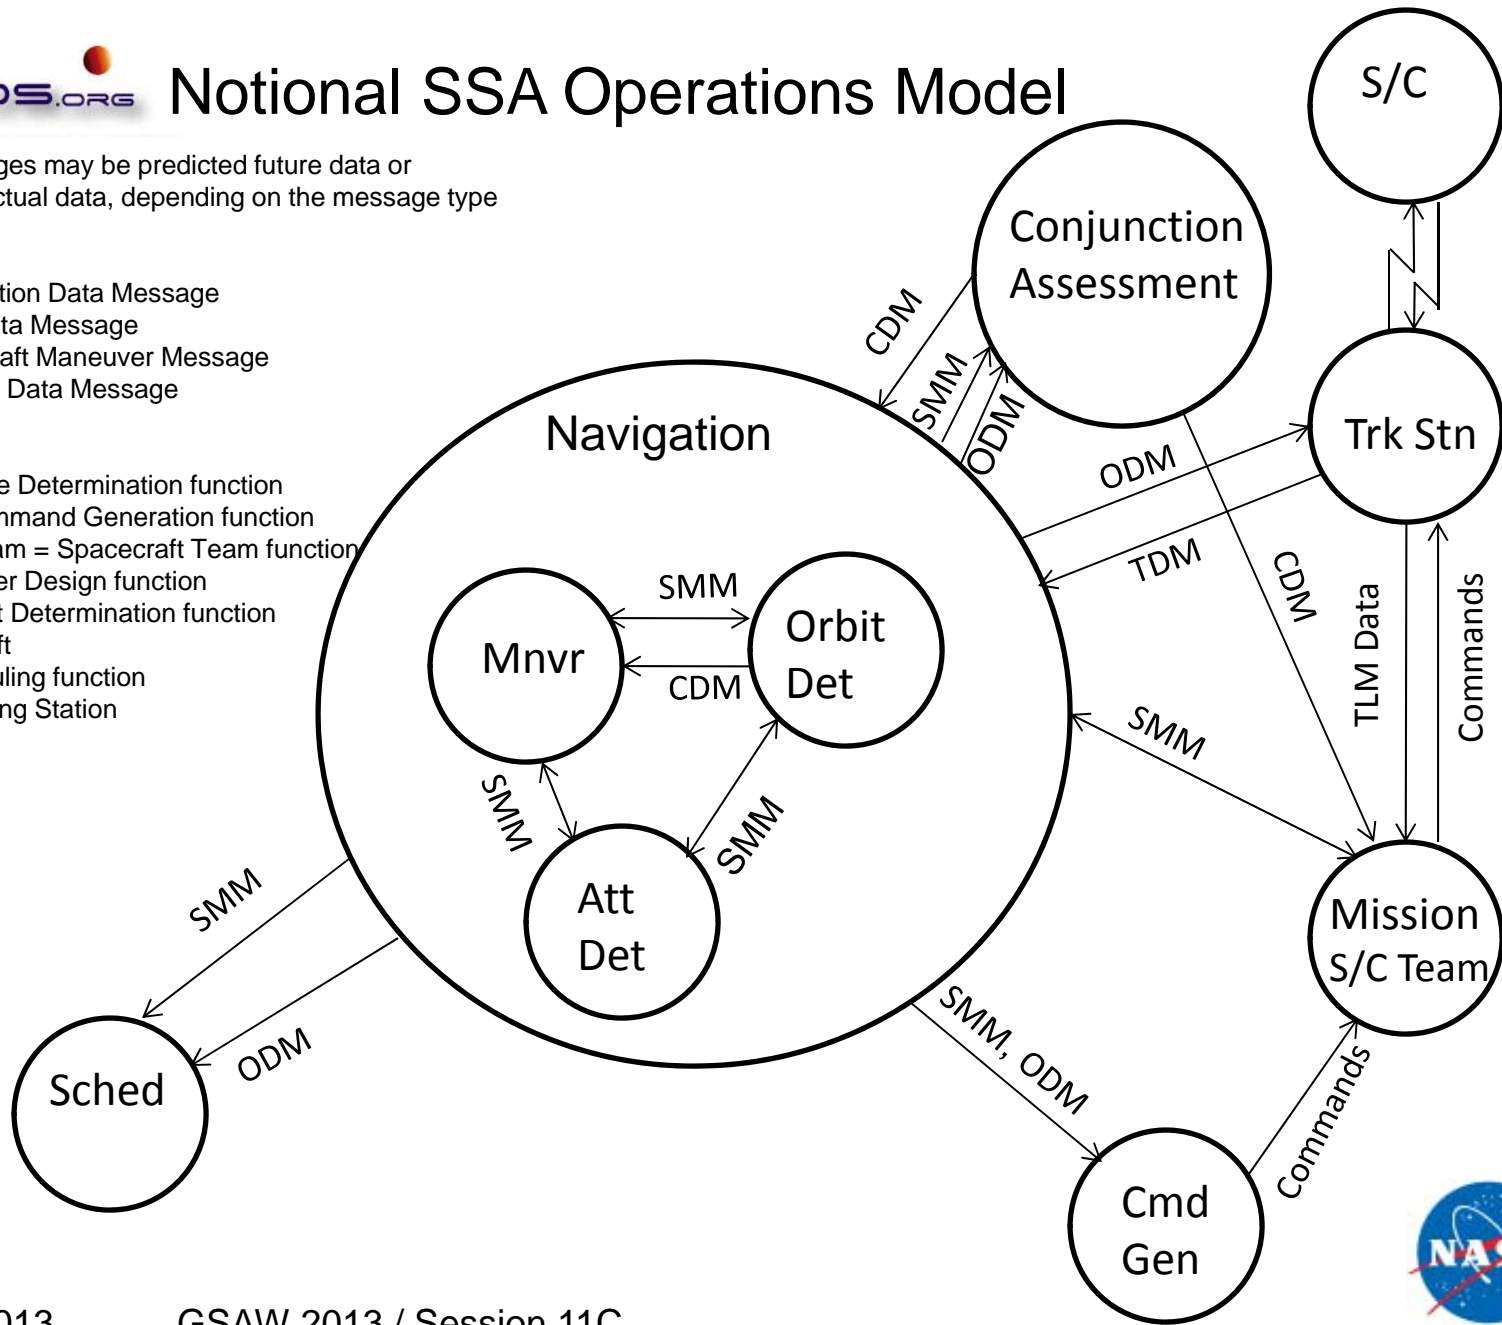 DS.ORG
Notional SSA Operations Model
ges may be predicted future data or
ctual data, depending on the message type
tion Data Message
ta Message
aft Maneuver Message
Data Message
e Determination function
mmand Generation function
am = Spacecraft Team function
er Design function
t Determination function
ft
uling function
ng Station
S/C
Conjunction
Assessment
CDM
SMM
ODM
Trk Stn
Navigation
ODM
TDM
CDM
TLM Data
Commands
SMM
Mnvr
CDM
Orbit
Det
SMM
SMM
SMM
Att
Det
SMM
ODM
Sched
Mission
S/C Team
SMM, ODM
Commands
Cmd
Gen
NAS
013
GSAW 2013 / Session 11C